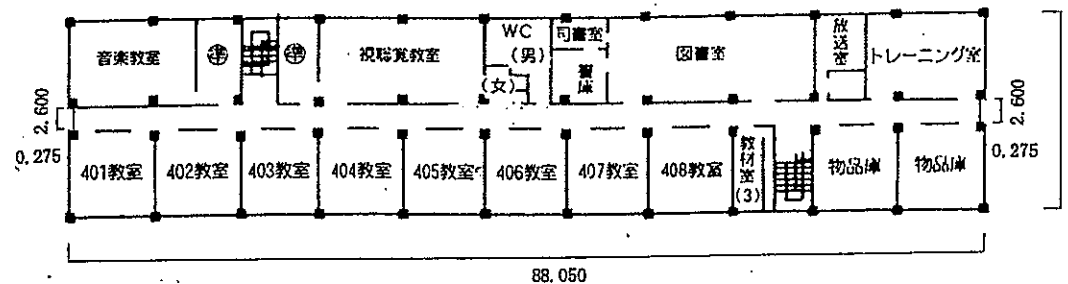 音楽教室
準
準
視聴覚教室
WC
(男)
(女)
司書室
書庫
図書室
放送室
トレーニング室
2.600
0.275
2.600
0.275
401教室
402教室
403教室
404教室
405教室
406教室
407教室
408教室
教材室(3)
物品庫
物品庫
88.050